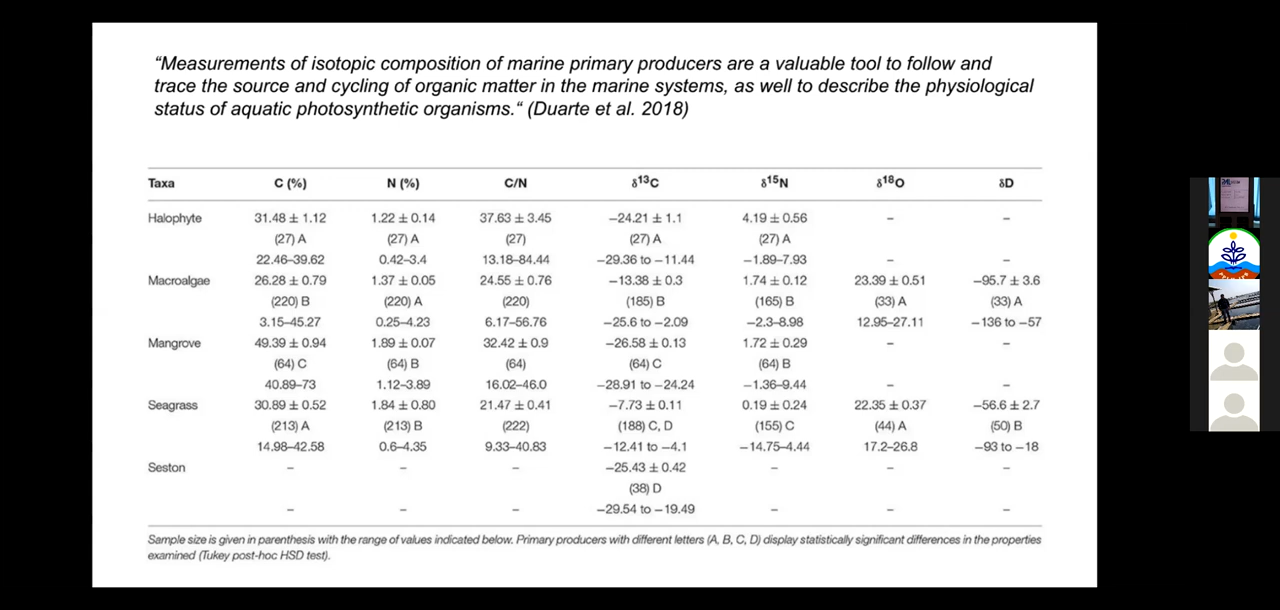 “Measurements of isotopic composition of marine primary producers are a valuable tool to follow and
trace the source and cycling of organic matter in the marine systems, as well to describe the physiological
status of aquatic photosynthetic organisms.“ (Duarte et al. 2018)
Taxa C (%) N (%) C/N δ13C δ15N δ18O δD
Halophyte 31.48 ± 1.12 1.22 ± 0.14 37.63 ± 3.45 −24.21 ± 1.1 4.19 ± 0.56 – –
(27) A (27) A (27) (27) A (27) A
22.46–39.62 0.42–3.4 13.18–84.44 −29.36 to −11.44 −1.89–7.93 – –
Macroalgae 26.28 ± 0.79 1.37 ± 0.05 24.55 ± 0.76 −13.38 ± 0.3 1.74 ± 0.12 23.39 ± 0.51 −95.7 ± 3.6
(220) B (220) A (220) (185) B (165) B (33) A (33) A
3.15–45.27 0.25–4.23 6.17–56.76 −25.6 to −2.09 −2.3–8.98 12.95–27.11 −136 to −57
Mangrove 49.39 ± 0.94 1.89 ± 0.07 32.42 ± 0.9 −26.58 ± 0.13 1.72 ± 0.29 – –
(64) C (64) B (64) (64) C (64) B
40.89–73 1.12–3.89 16.02–46.0 −28.91 to −24.24 −1.36–9.44 – –
Seagrass 30.89 ± 0.52 1.84 ± 0.80 21.47 ± 0.41 −7.73 ± 0.11 0.19 ± 0.24 22.35 ± 0.37 −56.6 ± 2.7
(213) A (213) B (222) (188) C, D (155) C (44) A (50) B
14.98–42.58 0.6–4.35 9.33–40.83 −12.41 to −4.1 −14.75–4.44 17.2–26.8 −93 to −18
Seston – – – −25.43 ± 0.42 – – –
(38) D
– – – −29.54 to −19.49 – – –
Sample size is given in parenthesis with the range of values indicated below. Primary producers with different letters (A, B, C, D) display statistically significant differences in the properties
examined (Tukey post-hoc HSD test).